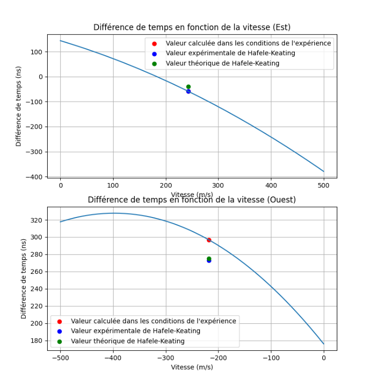 Différence de temps en fonction de la vitesse (Est)
Différence de temps (ns)
100
0
−100
−200
−300
−400
Valeur calculée dans les conditions de l'expérience
Valeur expérimentale de Hafele-Keating
Valeur théorique de Hafele-Keating
0
100
200
300
400
500
Vitesse (m/s)
Différence de temps en fonction de la vitesse (Ouest)
Différence de temps (ns)
320
300
280
260
240
220
200
180
Valeur calculée dans les conditions de l'expérience
Valeur expérimentale de Hafele-Keating
Valeur théorique de Hafele-Keating
−500
−400
−300
−200
−100
0
Vitesse (m/s)